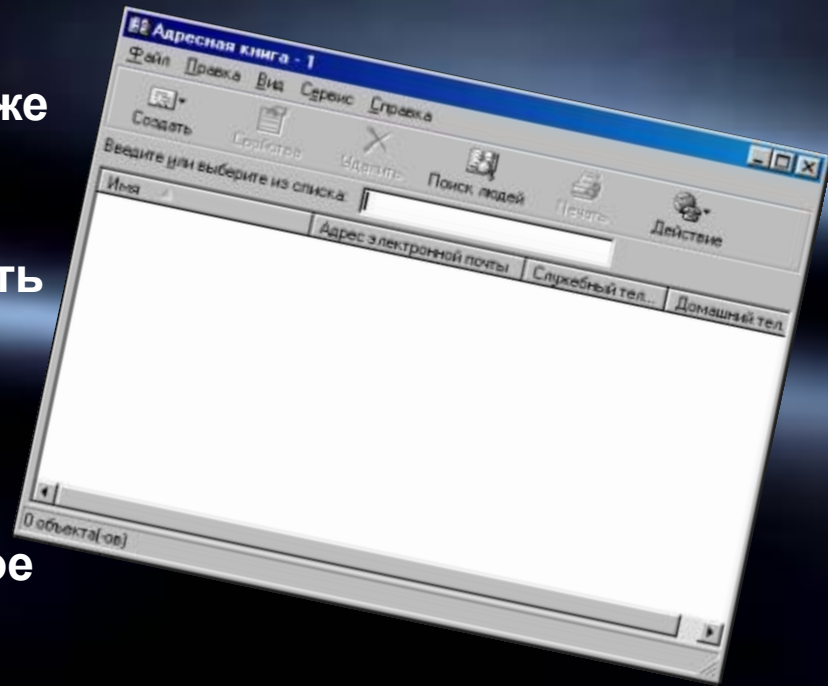 же
ть
ое
Адресная книга - 1
Файл Правка Вид Сервис Справка
Создать Свойства Удалить Поиск людей Печать Действие
Введите или выберите из списка:
Имя Адрес электронной почты Служебный тел... Домашний тел
0 объекта(-ов)